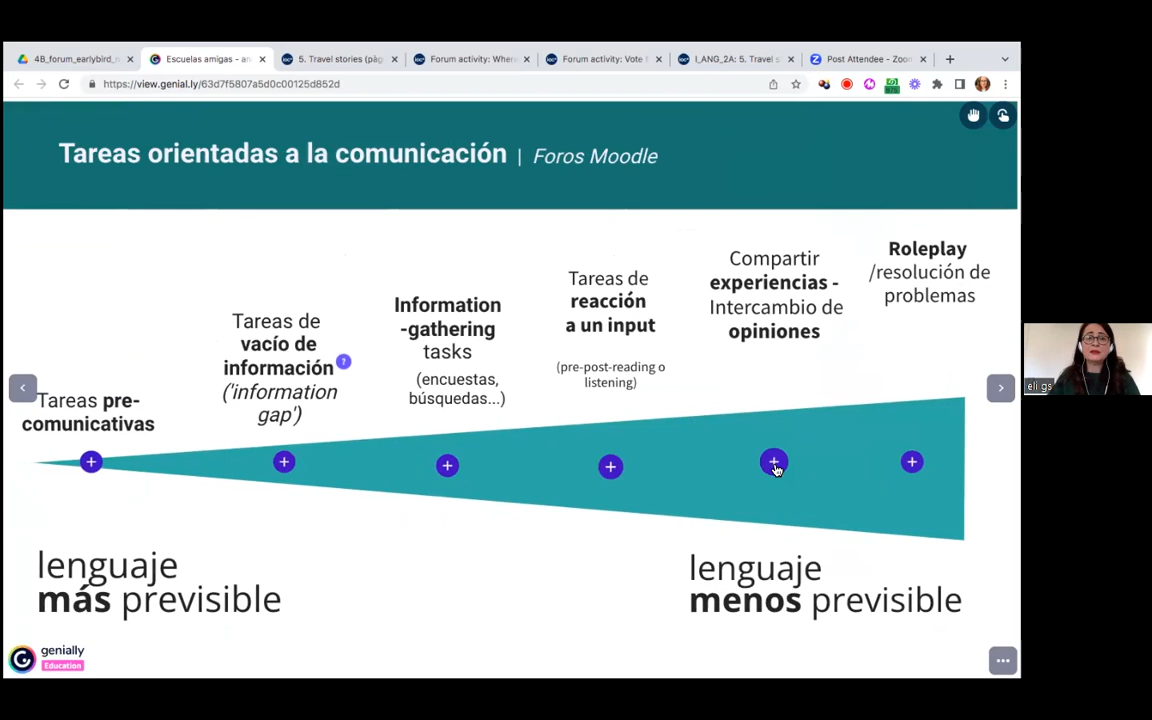 4B_forum_earlybird_
Escuelas amigas - an
5. Travel stories (pàg
Forum activity: Wher
Forum activity: Vote
I_ANG_2A: 5. Travel s
Post Attendee - Zoom
https://view.genial.ly/63d7f5807a5d0c00125d852d
Tareas orientadas a la comunicación | Foros Moodle
Tareas pre-
comunicativas
Tareas de
vacío de
información
?
('information
gap')
Information
-gathering
tasks
(encuestas,
búsquedas...)
Tareas de
reacción
a un input
(pre-post-reading o
listening)
Compartir
experiencias -
Intercambio de
opiniones
Roleplay
/resolución de
problemas
lenguaje
más previsible
lenguaje
menos previsible
genially
Education
eli gs